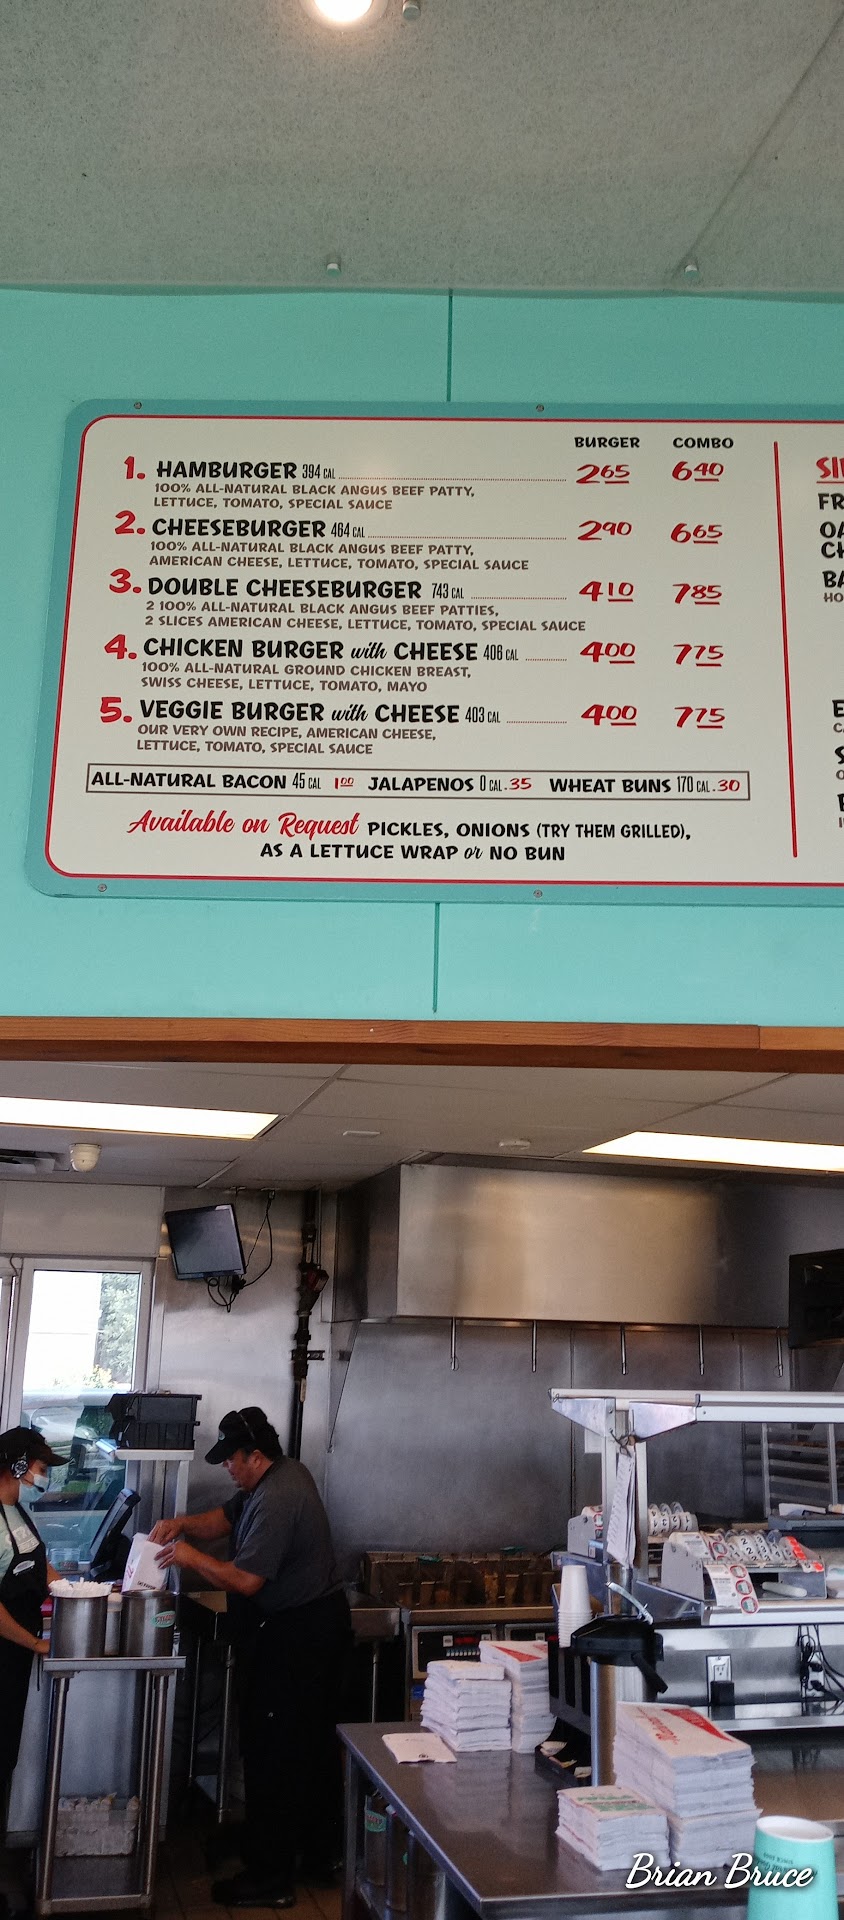 BURGER COMBO
1. HAMBURGER 394 CAL 2.65 6.40
100% ALL-NATURAL BLACK ANGUS BEEF PATTY,
LETTUCE, TOMATO, SPECIAL SAUCE
2. CHEESEBURGER 464 CAL 2.90 6.65
100% ALL-NATURAL BLACK ANGUS BEEF PATTY,
AMERICAN CHEESE, LETTUCE, TOMATO, SPECIAL SAUCE
3. DOUBLE CHEESEBURGER 743 CAL 4.10 7.85
2 100% ALL-NATURAL BLACK ANGUS BEEF PATTIES,
2 SLICES AMERICAN CHEESE, LETTUCE, TOMATO, SPECIAL SAUCE
4. CHICKEN BURGER with CHEESE 406 CAL 4.00 7.75
100% ALL-NATURAL GROUND CHICKEN BREAST,
SWISS CHEESE, LETTUCE, TOMATO, MAYO
5. VEGGIE BURGER with CHEESE 403 CAL 4.00 7.75
OUR VERY OWN RECIPE, AMERICAN CHEESE,
LETTUCE, TOMATO, SPECIAL SAUCE
ALL-NATURAL BACON 45 CAL 1.00 JALAPENOS 0 CAL .35 WHEAT BUNS 170 CAL .30
Available on Request PICKLES, ONIONS (TRY THEM GRILLED),
AS A LETTUCE WRAP or NO BUN
Brian Bruce